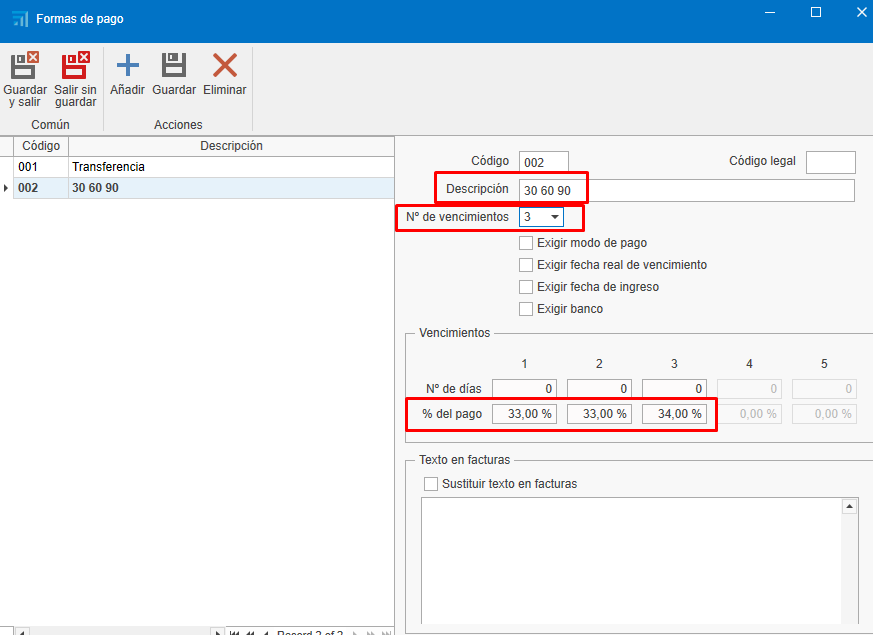 Formas de pago
Guardar y salir
Salir sin guardar
Añadir
Guardar
Eliminar
Común
Acciones
Código Descripción
001 Transferencia
002 30 60 90
Código 002 Código legal
Descripción 30 60 90
Nº de vencimientos 3
Exigir modo de pago
Exigir fecha real de vencimiento
Exigir fecha de ingreso
Exigir banco
Vencimientos
1 2 3 4 5
Nº de días 0 0 0 0 0
% del pago 33,00 % 33,00 % 34,00 % 0,00 % 0,00 %
Texto en facturas
Sustituir texto en facturas
Record 2 of 2